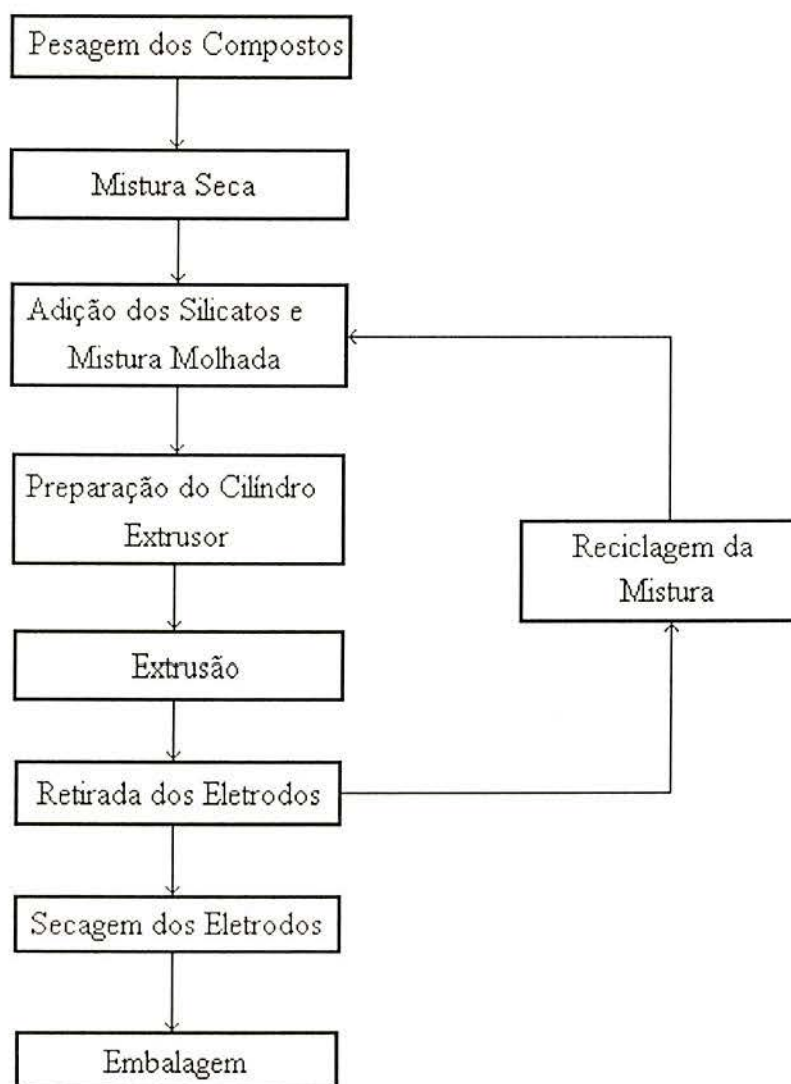 Pesagem dos Compostos
Mistura Seca
Adição dos Silicatos e
Mistura Molhada
Preparação do Cilíndro
Extrusor
Reciclagem da
Mistura
Extrusão
Retirada dos Eletrodos
Secagem dos Eletrodos
Embalagem